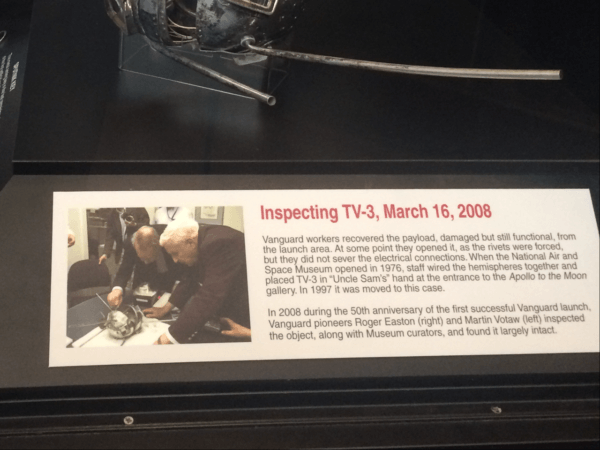 Inspecting TV-3, March 16, 2008
Vanguard workers recovered the payload, damaged but still functional, from
the launch area. At some point they opened it, as the rivets were forced,
but they did not sever the electrical connections. When the National Air and
Space Museum opened in 1976, staff wired the hemispheres together and
placed TV-3 in "Uncle Sam's" hand at the entrance to the Apollo to the Moon
gallery. In 1997 it was moved to this case.
In 2008 during the 50th anniversary of the first successful Vanguard launch,
Vanguard pioneers Roger Easton (right) and Martin Votaw (left) inspected
the object, along with Museum curators, and found it largely intact.